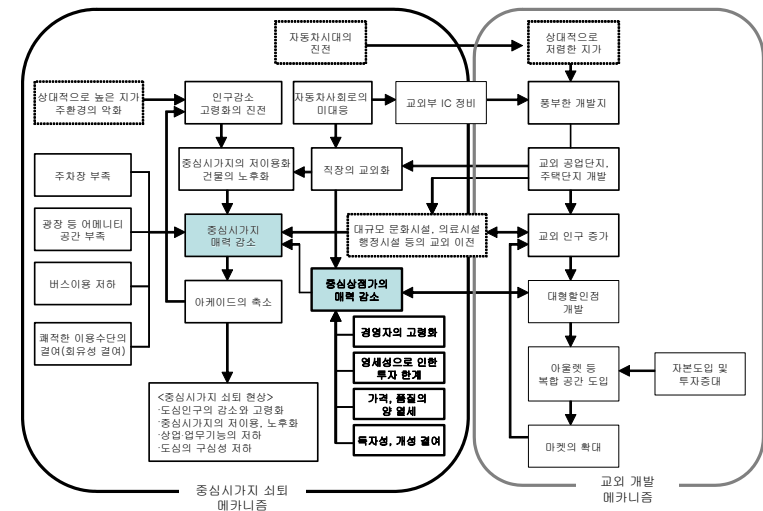 자동차시대의
진전
상대적으로
저렴한 지가
상대적으로 높은 지가
주환경의 악화
인구감소
고령화의 진전
자동차사회로의
미대응
교외부 IC 정비
풍부한 개발지
주차장 부족
중심시가지의 저이용화
건물의 노후화
직장의 교외화
교외 공업단지,
주택단지 개발
광장 등 어메니티
공간 부족
중심시가지
매력 감소
대규모 문화시설, 의료시설
행정시설 등의 교외 이전
교외 인구 증가
버스이용 저하
아케이드의 축소
중심상점가의
매력 감소
대형할인점
개발
쾌적한 이용수단의
결여(회유성 결여)
경영자의 고령화
영세성으로 인한
투자 한계
가격, 품질의
양 열세
독자성, 개성 결여
아울렛 등
복합 공간 도입
자본도입 및
투자증대
<중심시가지 쇠퇴 현상>
·도심인구의 감소와 고령화
·중심시가지의 저이용, 노후화
·상업·업무기능의 저하
·도심의 구심성 저하
마켓의 확대
중심시가지 쇠퇴
메카니즘
교외 개발
메카니즘